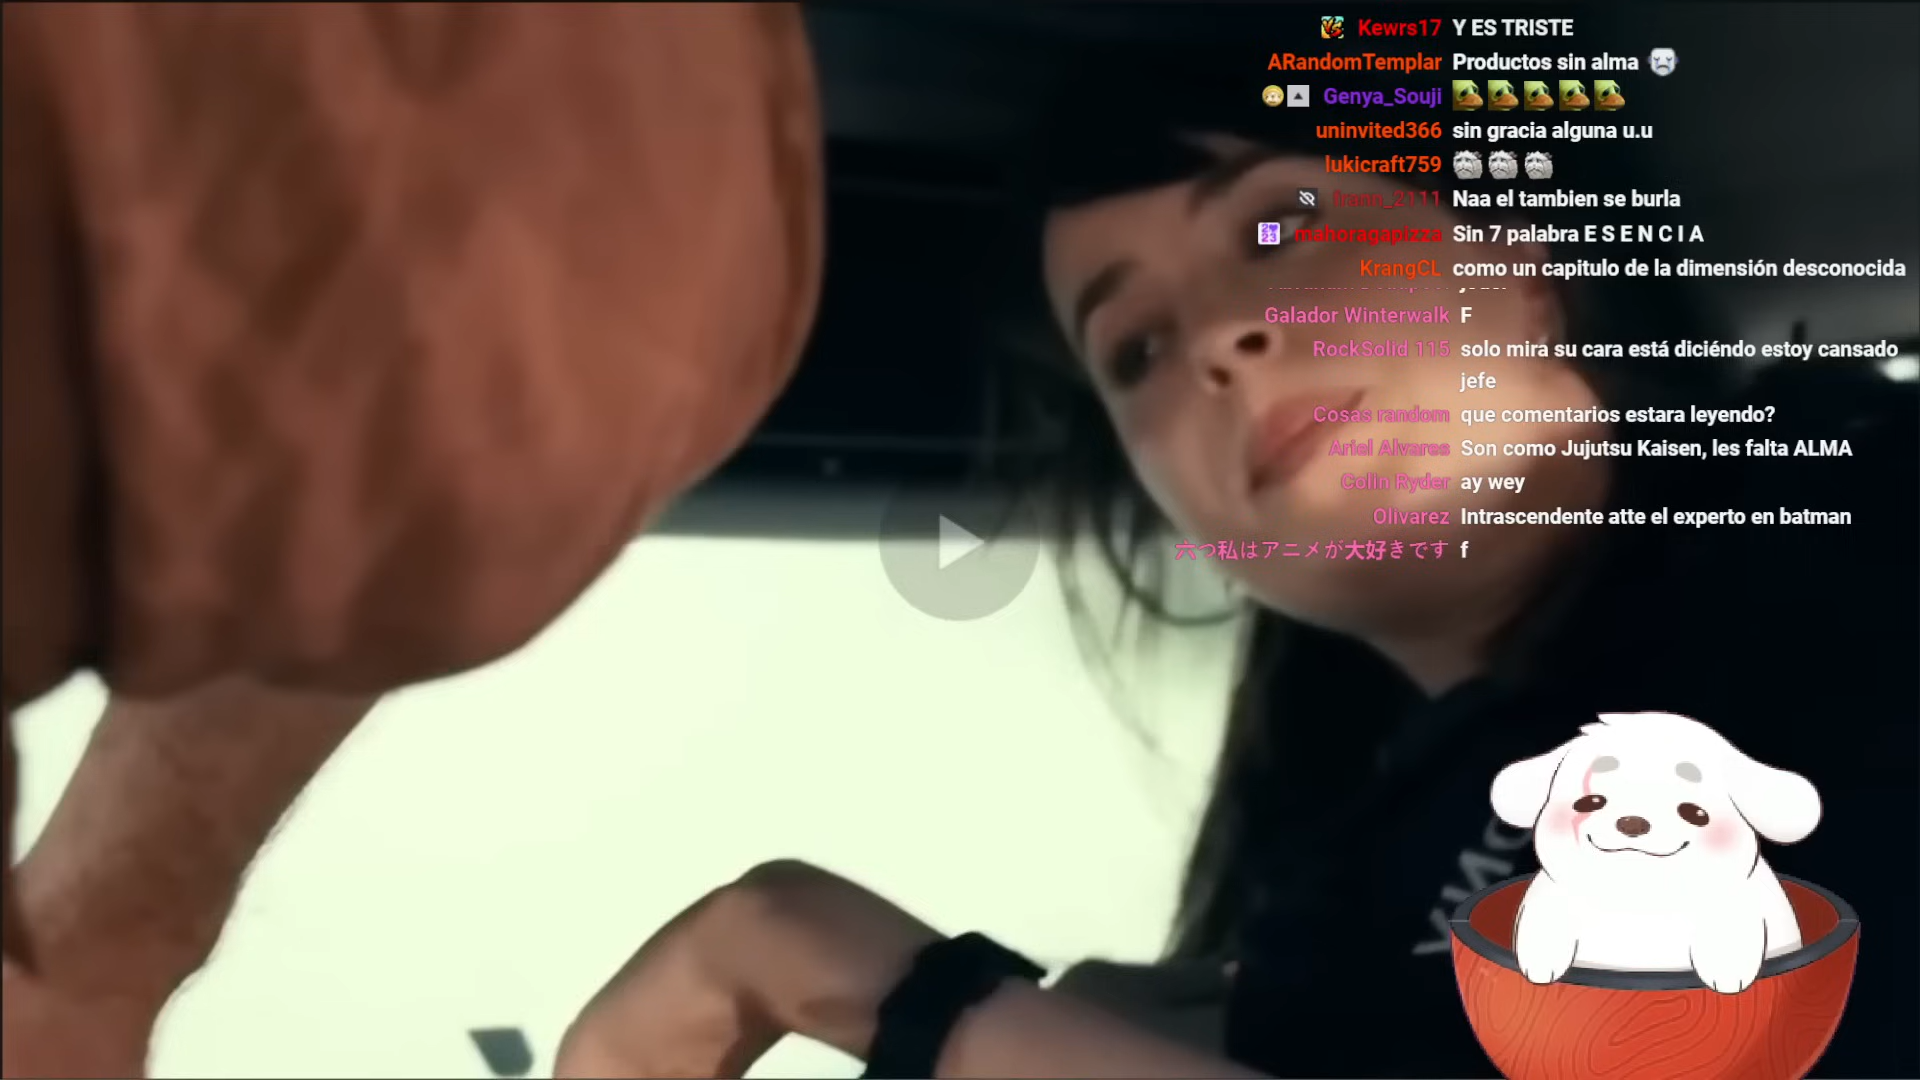 Kewrs17 Y ES TRISTE
ARandomTemplar Productos sin alma
Genya_Souji
uninvited366 sin gracia alguna u.u
lukicraft759
frann_2111 Naa el tambien se burla
mahoragapizza Sin 7 palabra E S E N C I A
KrangCL como un capitulo de la dimensión desconocida
Galador Winterwalk F
RockSolid 115 solo mira su cara está diciéndo estoy cansado
jefe
Cosas random que comentarios estara leyendo?
Ariel Alvares Son como Jujutsu Kaisen, les falta ALMA
Colin Ryder ay wey
Olivarez Intrascendente atte el experto en batman
六つ私はアニメが大好きです f